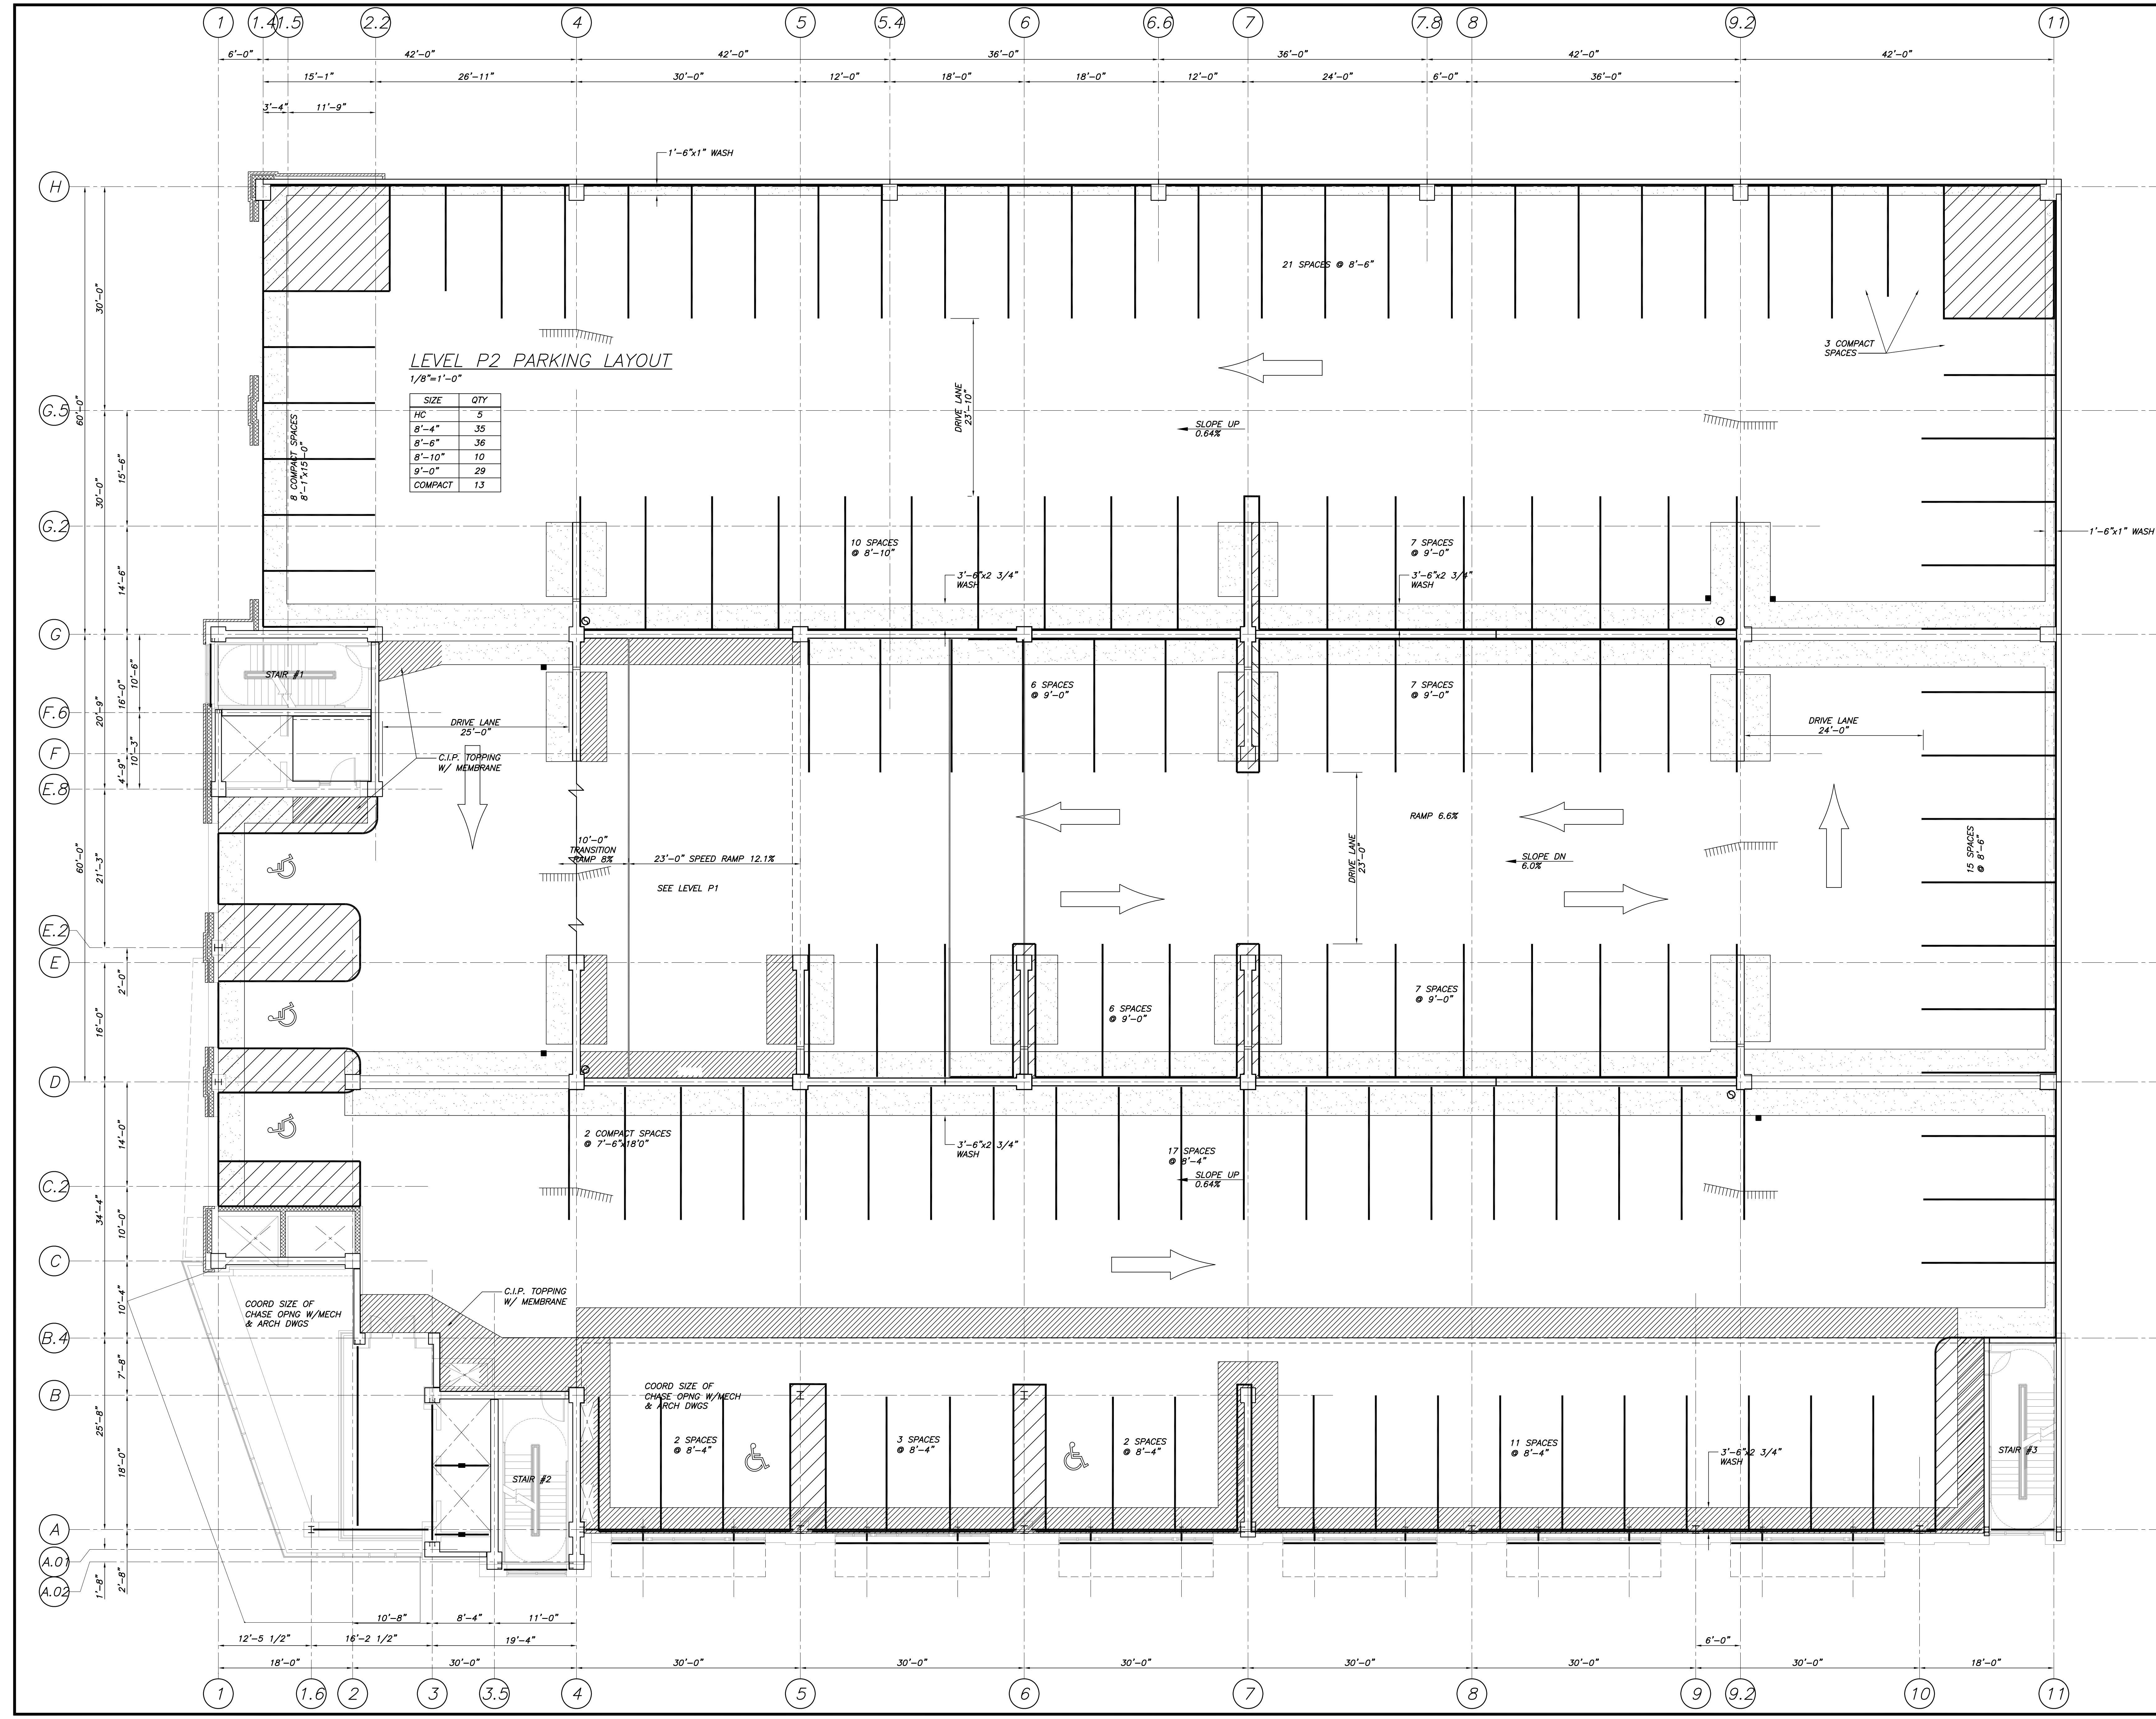 1
1.4
1.5
2.2
4
5
5.4
6
6.6
7
7.8
8
9.2
11
6'-0"
42'-0"
42'-0"
36'-0"
36'-0"
42'-0"
42'-0"
15'-1"
26'-11"
30'-0"
12'-0"
18'-0"
18'-0"
12'-0"
24'-0"
6'-0"
36'-0"
3'-4"
11'-9"
1'-6"x1" WASH
H
21 SPACES @ 8'-6"
30'-0"
3 COMPACT
SPACES
LEVEL P2 PARKING LAYOUT
1/8"=1'-0"
SIZE QTY
HC 5
8'-4" 35
8'-6" 36
8'-10" 10
9'-0" 29
COMPACT 13
DRIVE LANE
23'-10"
G.5
60'-0"
SLOPE UP
0.64%
8 COMPACT SPACES
8'-1"x15'-0"
15'-6"
30'-0"
G.2
1'-6"x1" WASH
10 SPACES
@ 8'-10"
7 SPACES
@ 9'-0"
3'-6"x2 3/4"
WASH
3'-6"x2 3/4"
WASH
14'-6"
G
10'-6"
STAIR #1
16'-0"
6 SPACES
@ 9'-0"
7 SPACES
@ 9'-0"
F.6
20'-9"
DRIVE LANE
25'-0"
DRIVE LANE
24'-0"
F
10'-3"
C.I.P. TOPPING
W/ MEMBRANE
4'-9"
E.8
RAMP 6.6%
10'-0"
TRANSITION
RAMP 8%
23'-0" SPEED RAMP 12.1%
SEE LEVEL P1
DRIVE LANE
23'-0"
SLOPE DN
6.0%
15 SPACES
@ 8'-6"
60'-0"
21'-3"
E.2
E
2'-0"
16'-0"
6 SPACES
@ 9'-0"
7 SPACES
@ 9'-0"
D
2 COMPACT SPACES
@ 7'-6"x18'0"
3'-6"x2 3/4"
WASH
17 SPACES
@ 8'-4"
SLOPE UP
0.64%
14'-0"
C.2
34'-4"
10'-0"
C
10'-4"
COORD SIZE OF
CHASE OPNG W/MECH
& ARCH DWGS
C.I.P. TOPPING
W/ MEMBRANE
B.4
7'-8"
B
COORD SIZE OF
CHASE OPNG W/MECH
& ARCH DWGS
25'-8"
18'-0"
2 SPACES
@ 8'-4"
3 SPACES
@ 8'-4"
2 SPACES
@ 8'-4"
11 SPACES
@ 8'-4"
3'-6"x2 3/4"
WASH
STAIR #3
STAIR #2
A
A.01
A.02
1'-8"
2'-8"
10'-8"
8'-4"
11'-0"
12'-5 1/2"
16'-2 1/2"
19'-4"
6'-0"
18'-0"
30'-0"
30'-0"
30'-0"
30'-0"
30'-0"
30'-0"
30'-0"
18'-0"
1
1.6
2
3
3.5
4
5
6
7
8
9
9.2
10
11